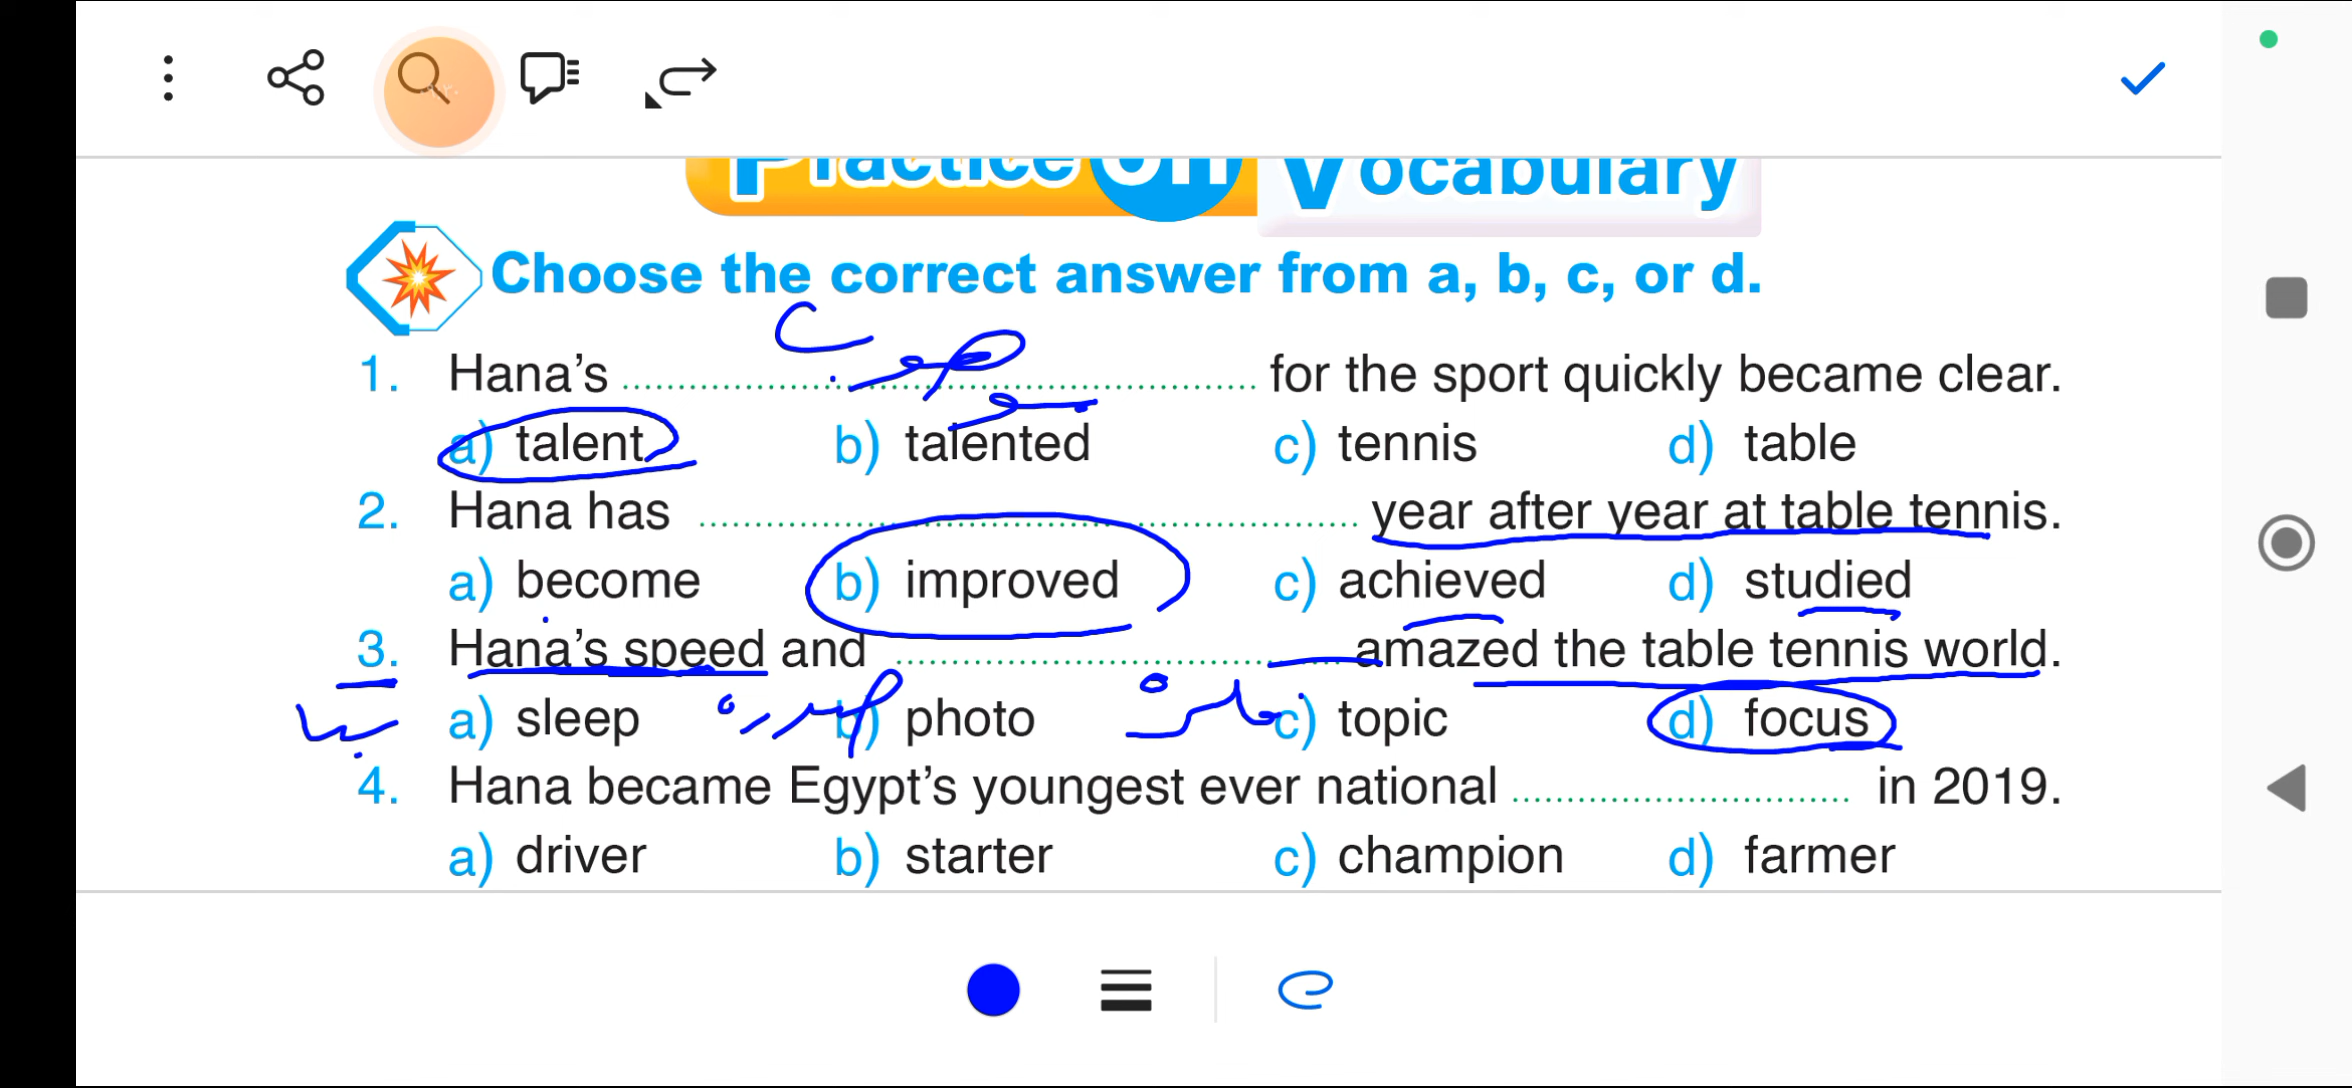 Practice on Vocabulary
Choose the correct answer from a, b, c, or d.
1. Hana's .......................................... for the sport quickly became clear.
a) talent b) talented c) tennis d) table
2. Hana has .......................................... year after year at table tennis.
a) become b) improved c) achieved d) studied
3. Hana's speed and .......................................... amazed the table tennis world.
a) sleep b) photo c) topic d) focus
4. Hana became Egypt's youngest ever national .......................... in 2019.
a) driver b) starter c) champion d) farmer